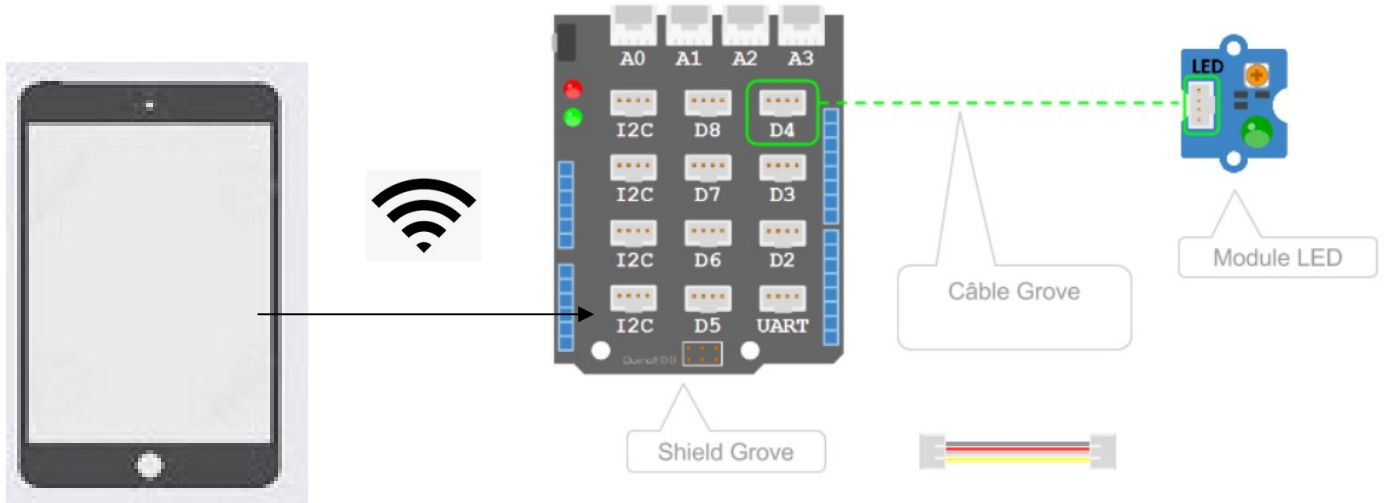 A0 A1 A2 A3
LED
I2C D8 D4
I2C D7 D3
I2C D6 D2
I2C D5 UART
DuinoEDU
Module LED
Câble Grove
Shield Grove